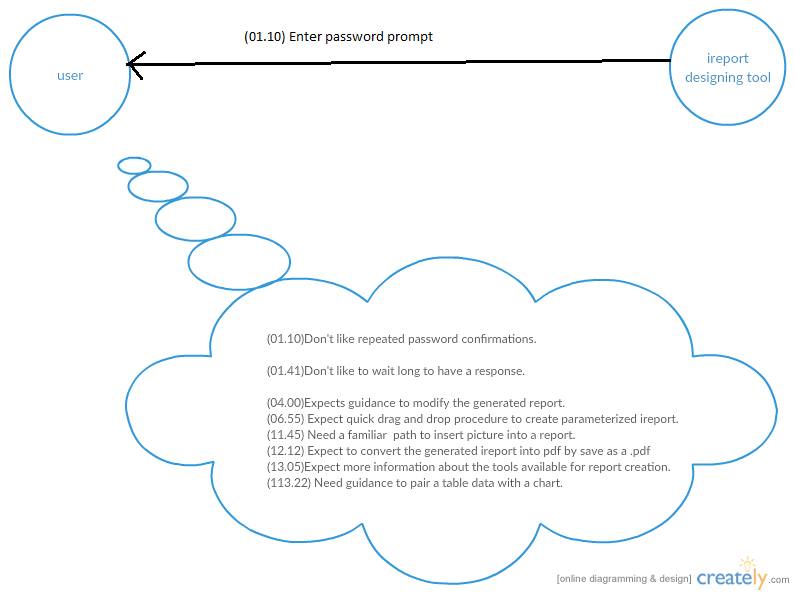 (01.10) Enter password prompt
user
ireport
designing tool
(01.10)Don't like repeated password confirmations.
(01.41)Don't like to wait long to have a response.
(04.00)Expects guidance to modify the generated report.
(06.55) Expect quick drag and drop procedure to create parameterized ireport.
(11.45) Need a familiar path to insert picture into a report.
(12.12) Expect to convert the generated ireport into pdf by save as a .pdf
(13.05)Expect more information about the tools available for report creation.
(113.22) Need guidance to pair a table data with a chart.
[online diagramming & design] creately.com